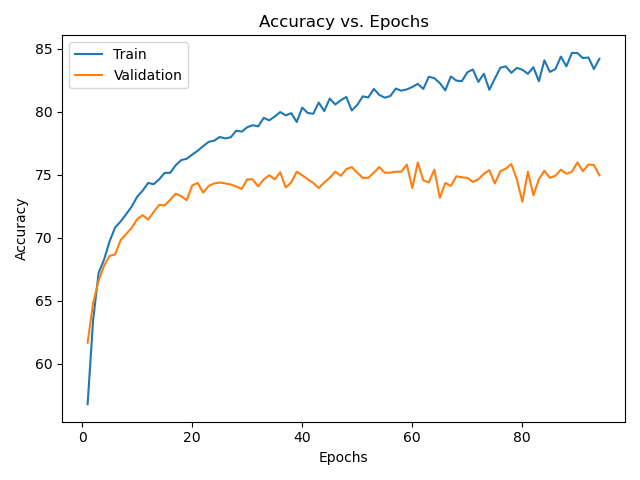 Accuracy vs. Epochs
Train
Validation
85
80
75
70
65
60
Accuracy
0 20 40 60 80
Epochs